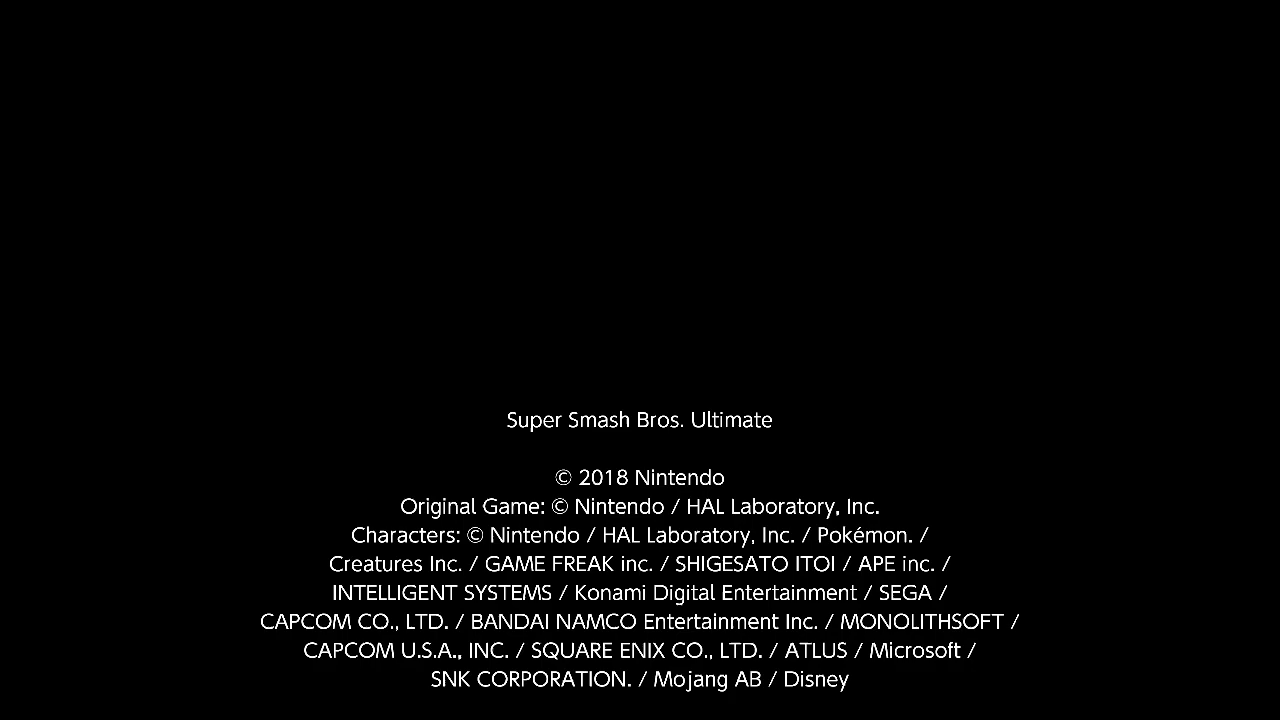 Super Smash Bros. Ultimate
© 2018 Nintendo
Original Game: © Nintendo / HAL Laboratory, Inc.
Characters: © Nintendo / HAL Laboratory, Inc. / Pokémon. /
Creatures Inc. / GAME FREAK inc. / SHIGESATO ITOI / APE inc. /
INTELLIGENT SYSTEMS / Konami Digital Entertainment / SEGA /
CAPCOM CO., LTD. / BANDAI NAMCO Entertainment Inc. / MONOLITHSOFT /
CAPCOM U.S.A., INC. / SQUARE ENIX CO., LTD. / ATLUS / Microsoft /
SNK CORPORATION. / Mojang AB / Disney